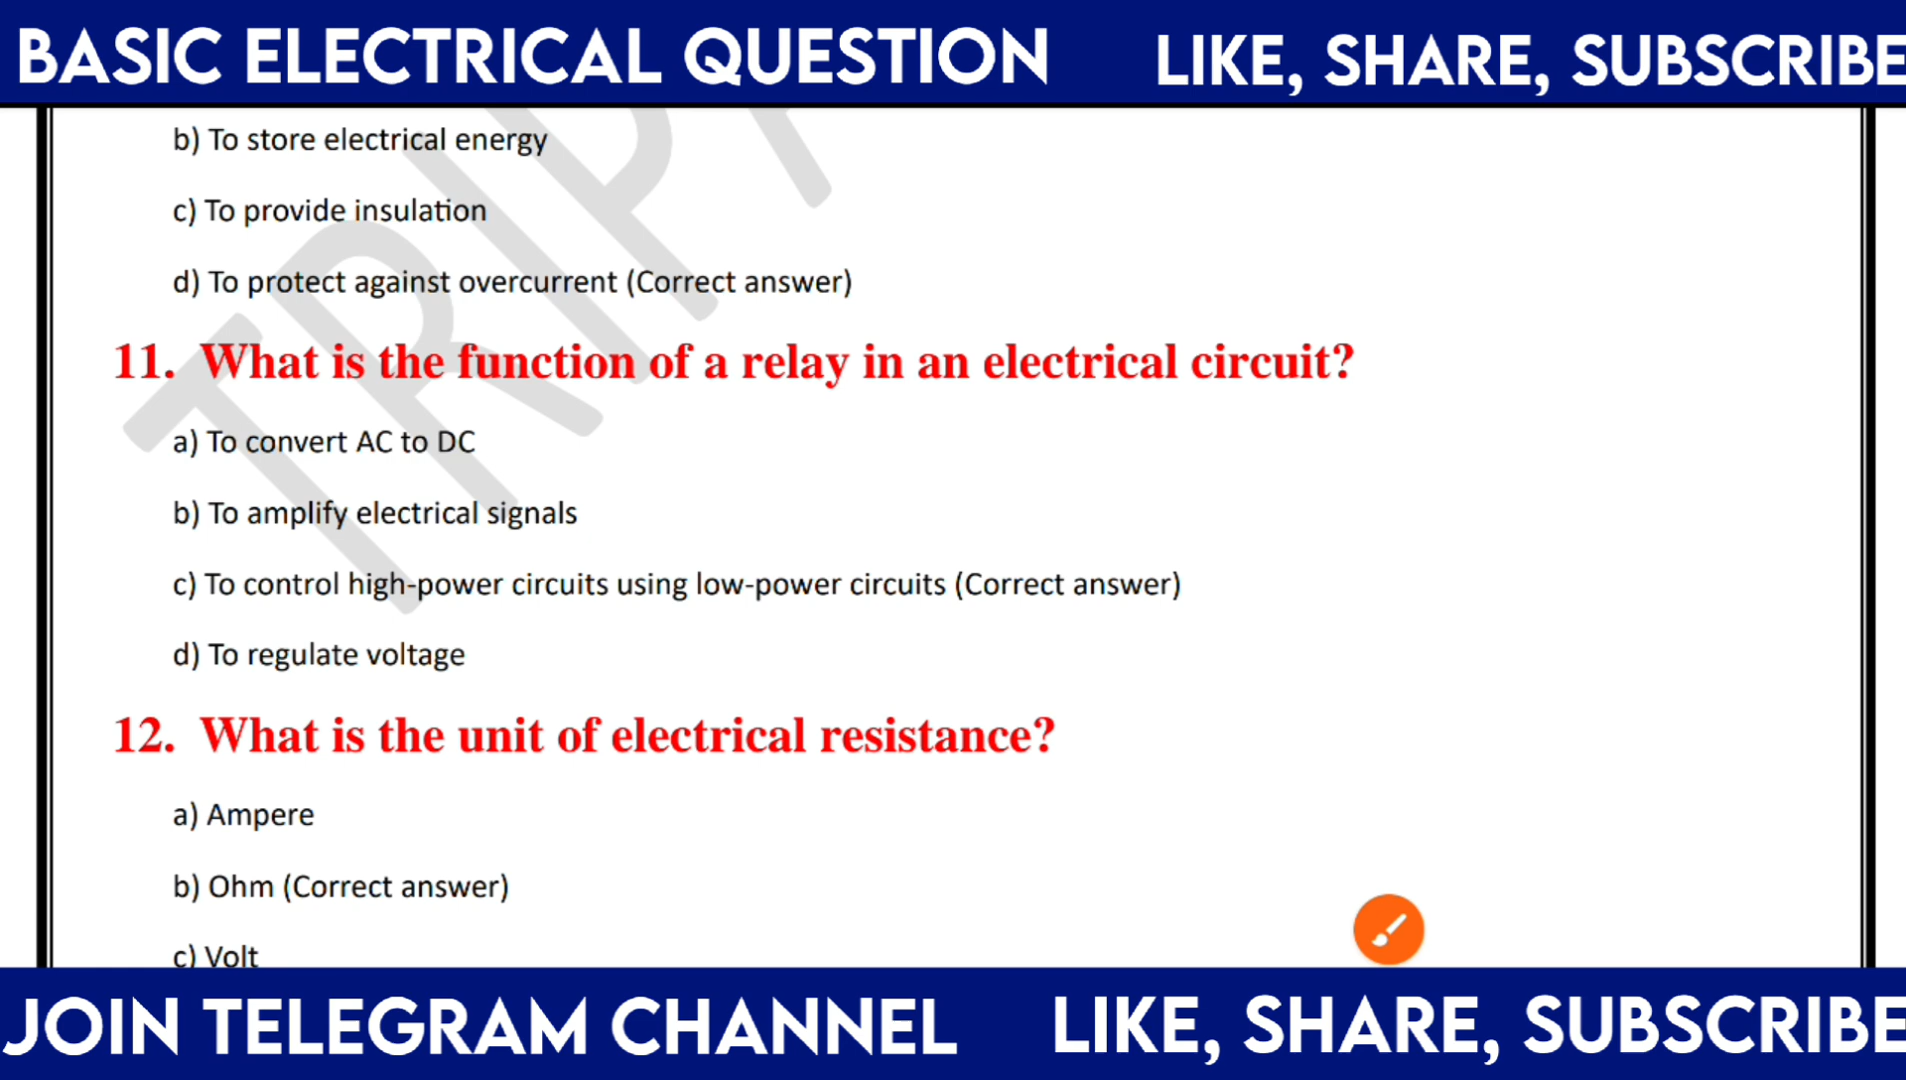 BASIC ELECTRICAL QUESTION LIKE, SHARE, SUBSCRIBE
b) To store electrical energy
c) To provide insulation
d) To protect against overcurrent (Correct answer)
11. What is the function of a relay in an electrical circuit?
a) To convert AC to DC
b) To amplify electrical signals
c) To control high-power circuits using low-power circuits (Correct answer)
d) To regulate voltage
12. What is the unit of electrical resistance?
a) Ampere
b) Ohm (Correct answer)
c) Volt
JOIN TELEGRAM CHANNEL LIKE, SHARE, SUBSCRIBE